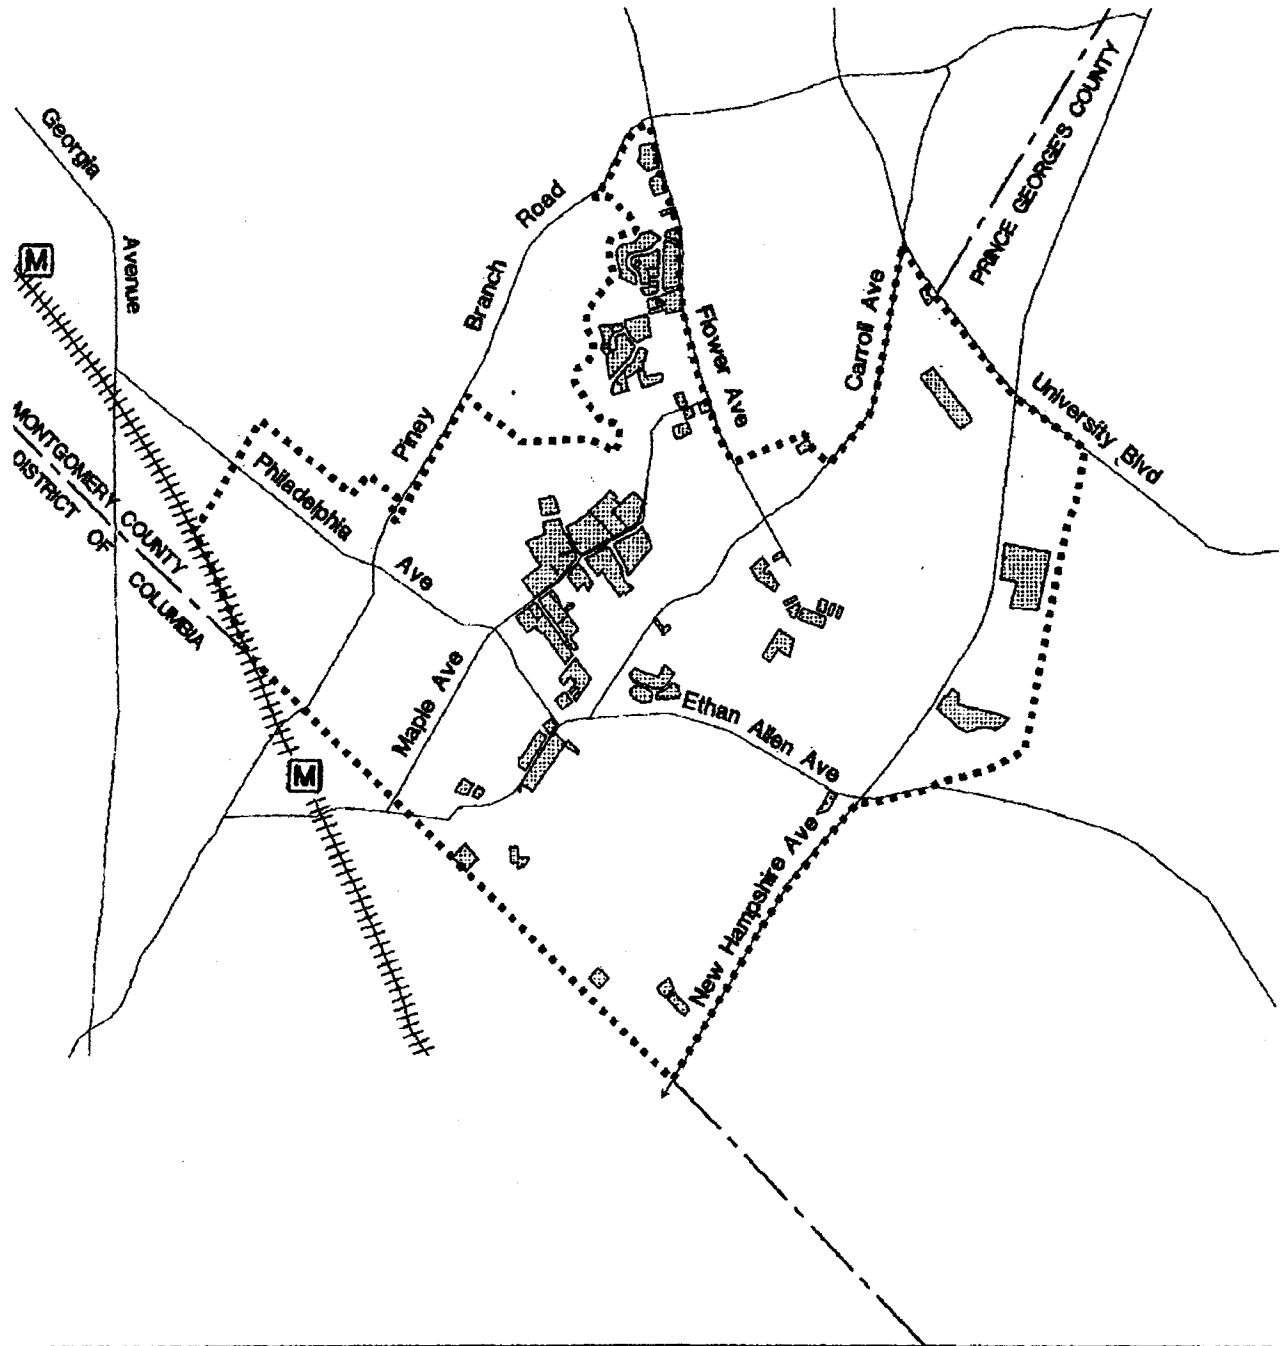 Georgia
Avenue
M
PRINCE GEORGE'S COUNTY
Piney Branch Road
Flower Ave
Carroll Ave
University Blvd
MONTGOMERY COUNTY
DISTRICT OF COLUMBIA
Philadelphia Ave
Maple Ave
Ethan Allen Ave
M
New Hampshire Ave